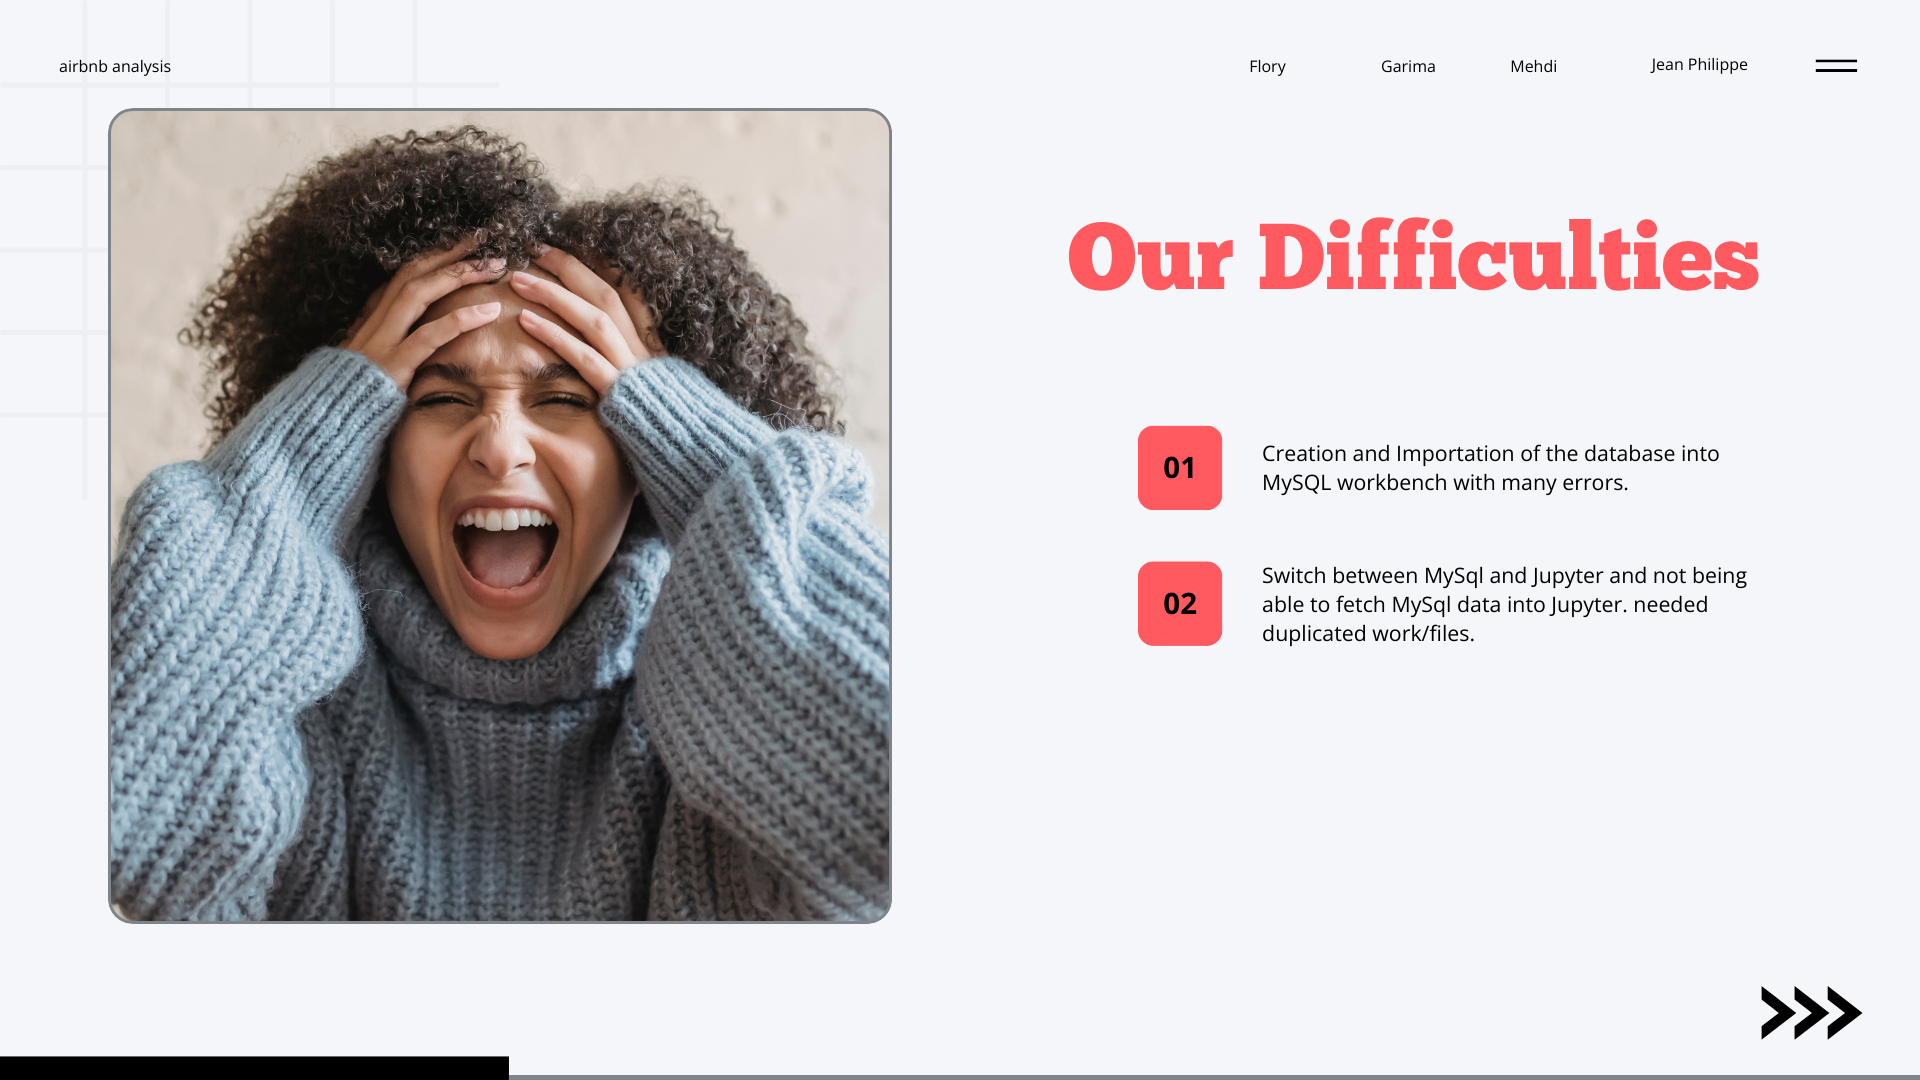 airbnb analysis
Flory
Garima
Mehdi
Jean Philippe
Our Difficulties
01
Creation and Importation of the database into
MySQL workbench with many errors.
02
Switch between MySql and Jupyter and not being
able to fetch MySql data into Jupyter. needed
duplicated work/files.